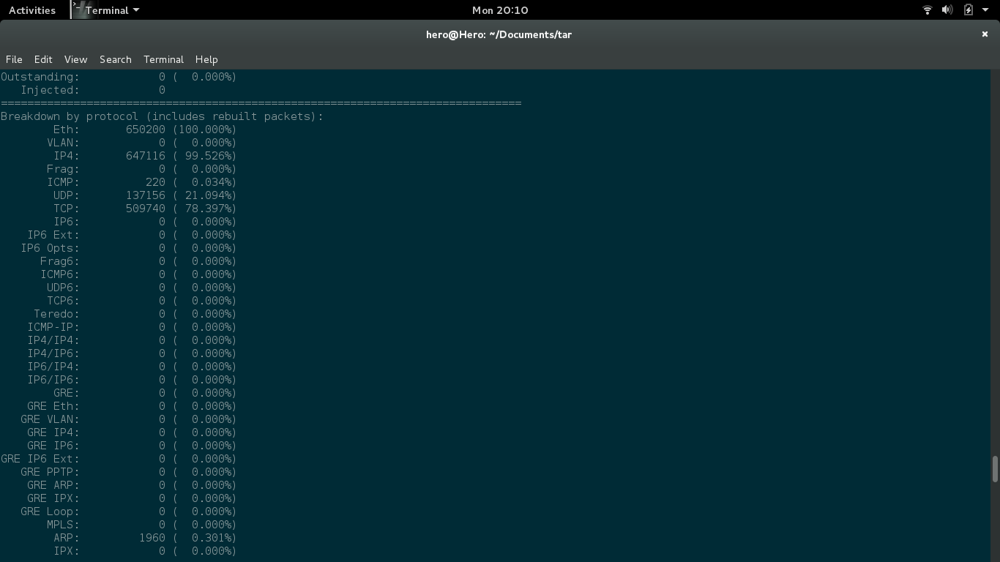 Activities Terminal Mon 20:10
hero@Hero: ~/Documents/tar ×
File Edit View Search Terminal Help
Outstanding:            0 (  0.000%)
   Injected:            0
===============================================================================
Breakdown by protocol (includes rebuilt packets):
        Eth:       650200 (100.000%)
       VLAN:            0 (  0.000%)
        IP4:       647116 ( 99.526%)
       Frag:            0 (  0.000%)
       ICMP:          220 (  0.034%)
        UDP:       137156 ( 21.094%)
        TCP:       509740 ( 78.397%)
        IP6:            0 (  0.000%)
    IP6 Ext:            0 (  0.000%)
   IP6 Opts:            0 (  0.000%)
      Frag6:            0 (  0.000%)
      ICMP6:            0 (  0.000%)
       UDP6:            0 (  0.000%)
       TCP6:            0 (  0.000%)
     Teredo:            0 (  0.000%)
    ICMP-IP:            0 (  0.000%)
    IP4/IP4:            0 (  0.000%)
    IP4/IP6:            0 (  0.000%)
    IP6/IP4:            0 (  0.000%)
    IP6/IP6:            0 (  0.000%)
        GRE:            0 (  0.000%)
    GRE Eth:            0 (  0.000%)
   GRE VLAN:            0 (  0.000%)
    GRE IP4:            0 (  0.000%)
    GRE IP6:            0 (  0.000%)
GRE IP6 Ext:            0 (  0.000%)
   GRE PPTP:            0 (  0.000%)
    GRE ARP:            0 (  0.000%)
    GRE IPX:            0 (  0.000%)
   GRE Loop:            0 (  0.000%)
       MPLS:            0 (  0.000%)
        ARP:         1960 (  0.301%)
        IPX:            0 (  0.000%)